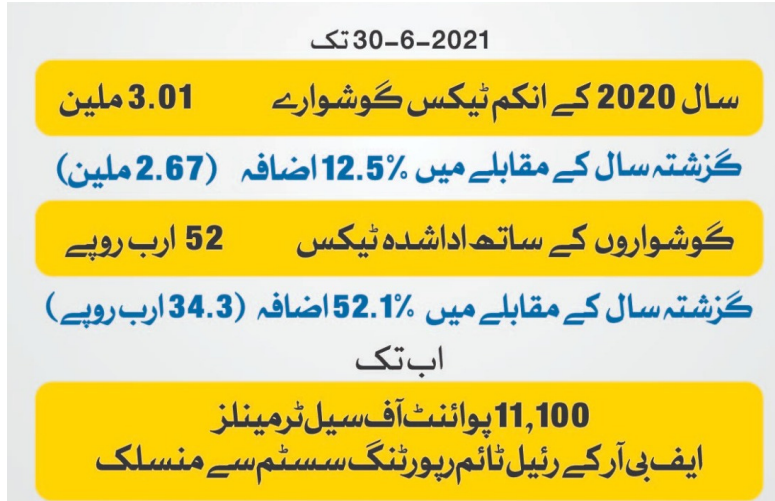 30-6-2021 تک
سال 2020 کے انکم ٹیکس گوشوارے 3.01 ملین
گزشتہ سال کے مقابلے میں %12.5 اضافہ (2.67 ملین)
گوشواروں کے ساتھ اداشدہ ٹیکس 52 ارب روپے
گزشتہ سال کے مقابلے میں %52.1 اضافہ (34.3 ارب روپے)
اب تک
11,100 پوائنٹ آف سیل ٹرمینلز
ایف بی آر کے رئیل ٹائم رپورٹنگ سسٹم سے منسلک